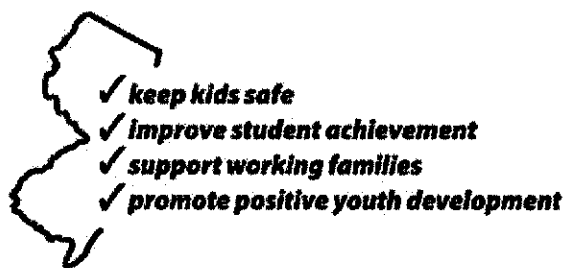 ✓ keep kids safe
✓ improve student achievement
✓ support working families
✓ promote positive youth development